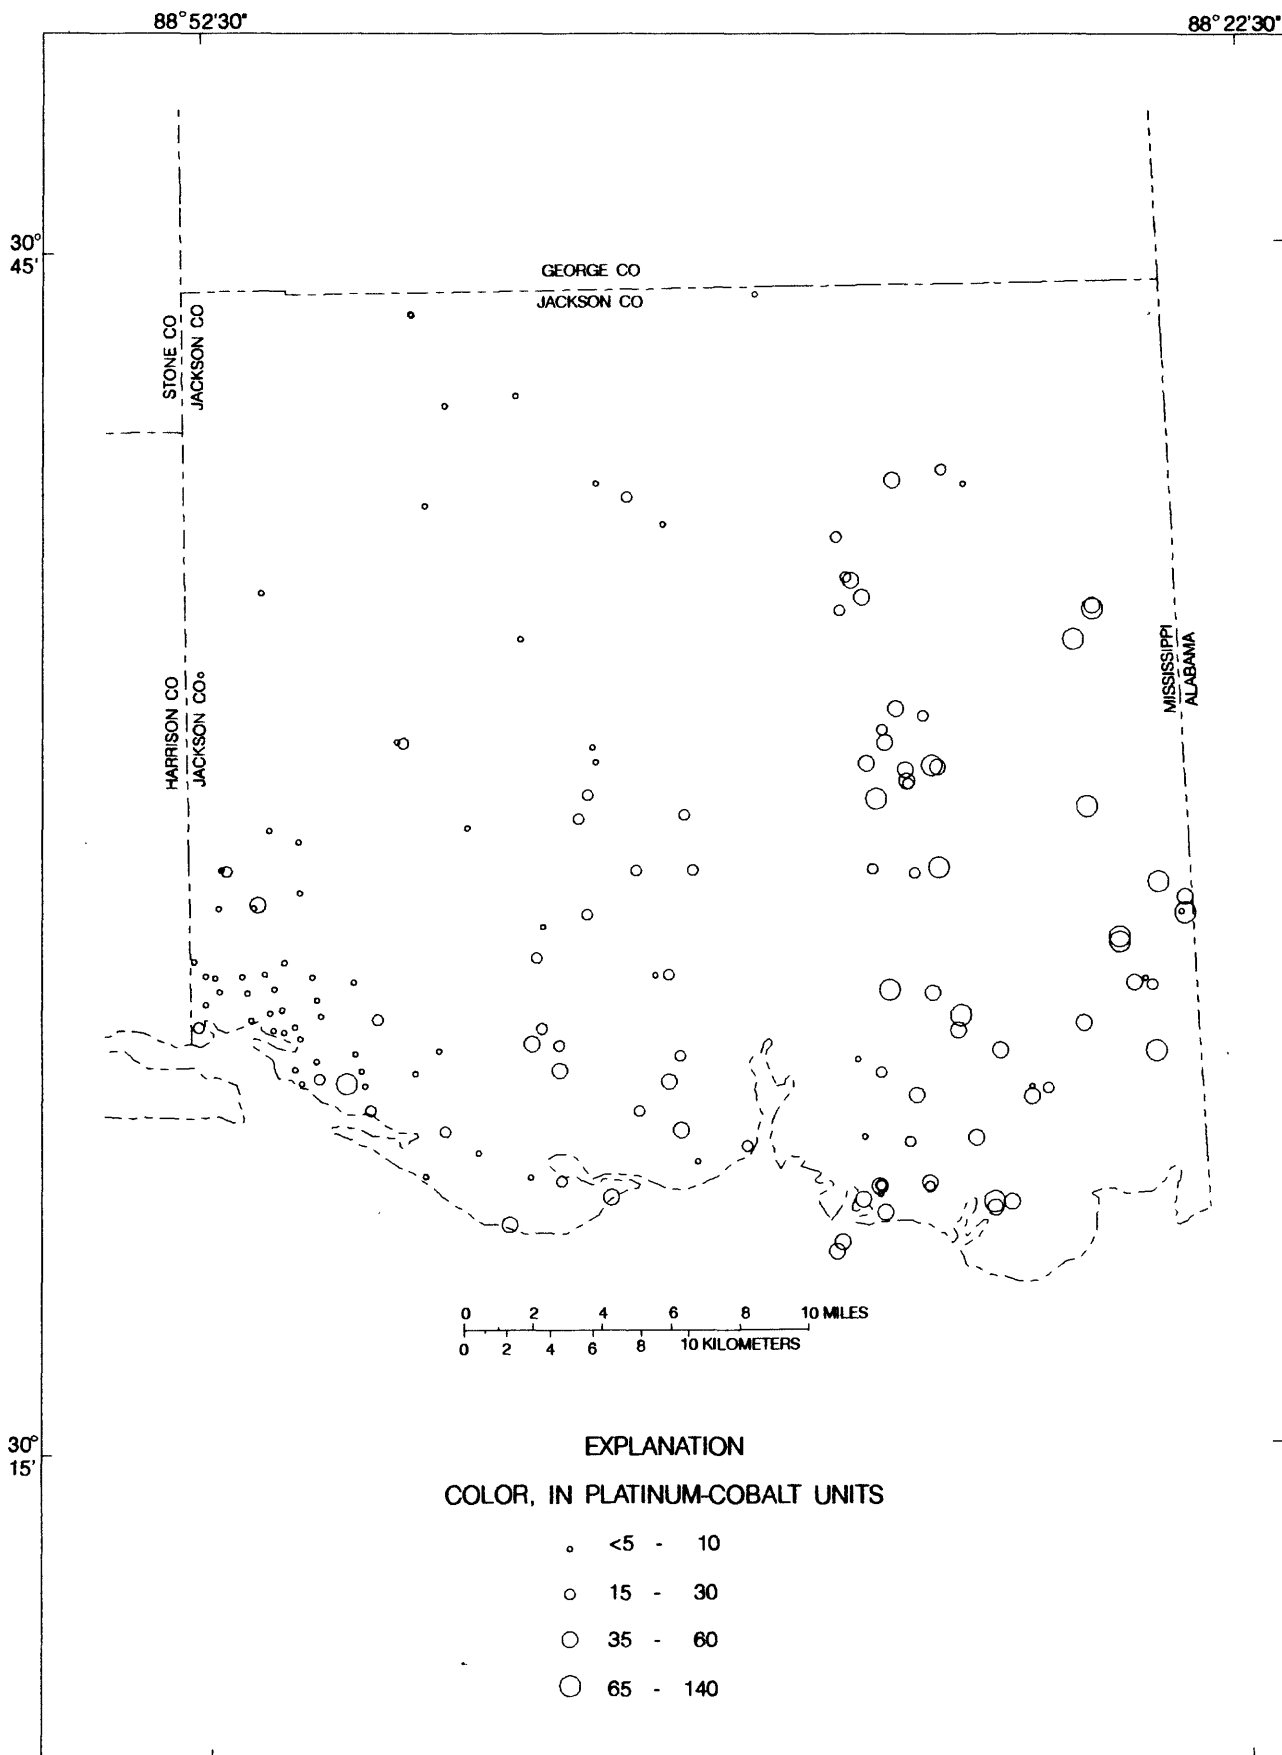 88°52'30"
88°22'30"
30°
45'
GEORGE CO
JACKSON CO
STONE CO
JACKSON CO
HARRISON CO
JACKSON CO
MISSISSIPPI
ALABAMA
0 2 4 6 8 10 MILES
0 2 4 6 8 10 KILOMETERS
30°
15'
EXPLANATION
COLOR, IN PLATINUM-COBALT UNITS
<5 - 10
15 - 30
35 - 60
65 - 140